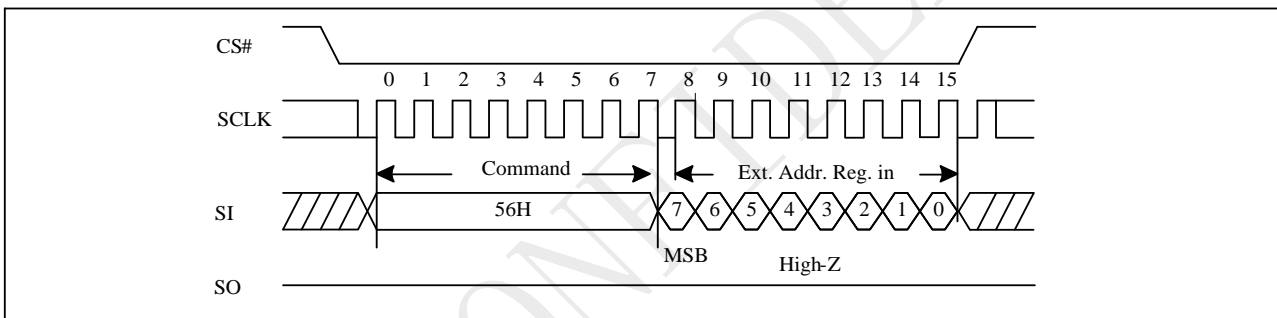 CS#
0 1 2 3 4 5 6 7 8 9 10 11 12 13 14 15
SCLK
Command Ext. Addr. Reg. in
SI 56H 7 6 5 4 3 2 1 0
MSB High-Z
SO